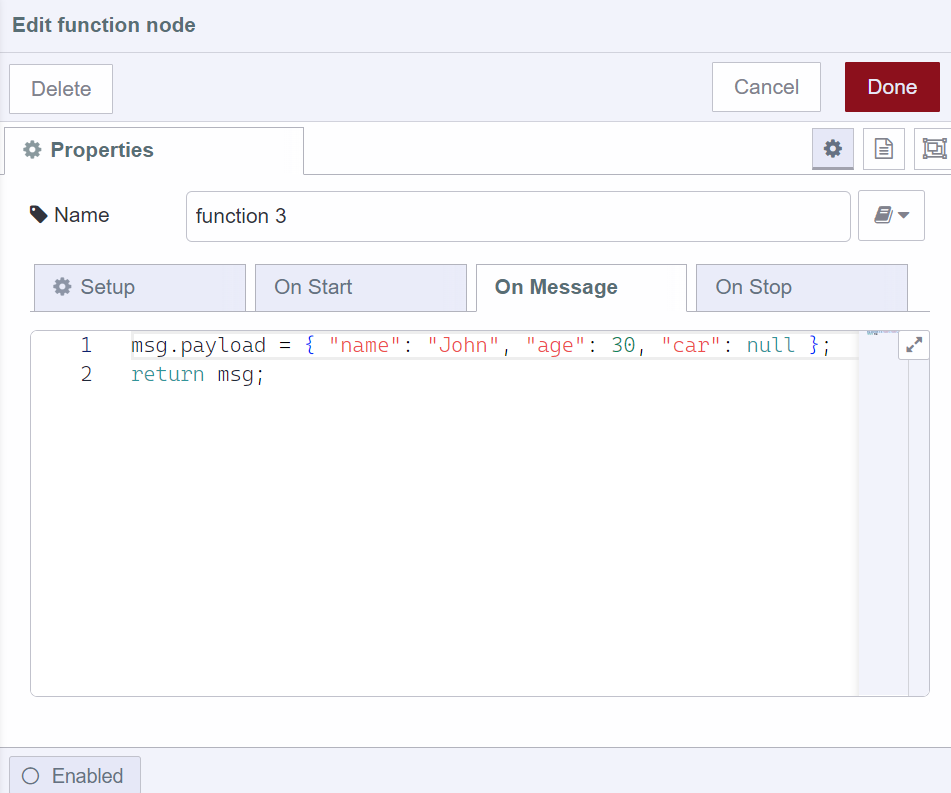 Edit function node
Delete Cancel Done
Properties
Name function 3
Setup On Start On Message On Stop
1 msg.payload = { "name": "John", "age": 30, "car": null };
2 return msg;
Enabled